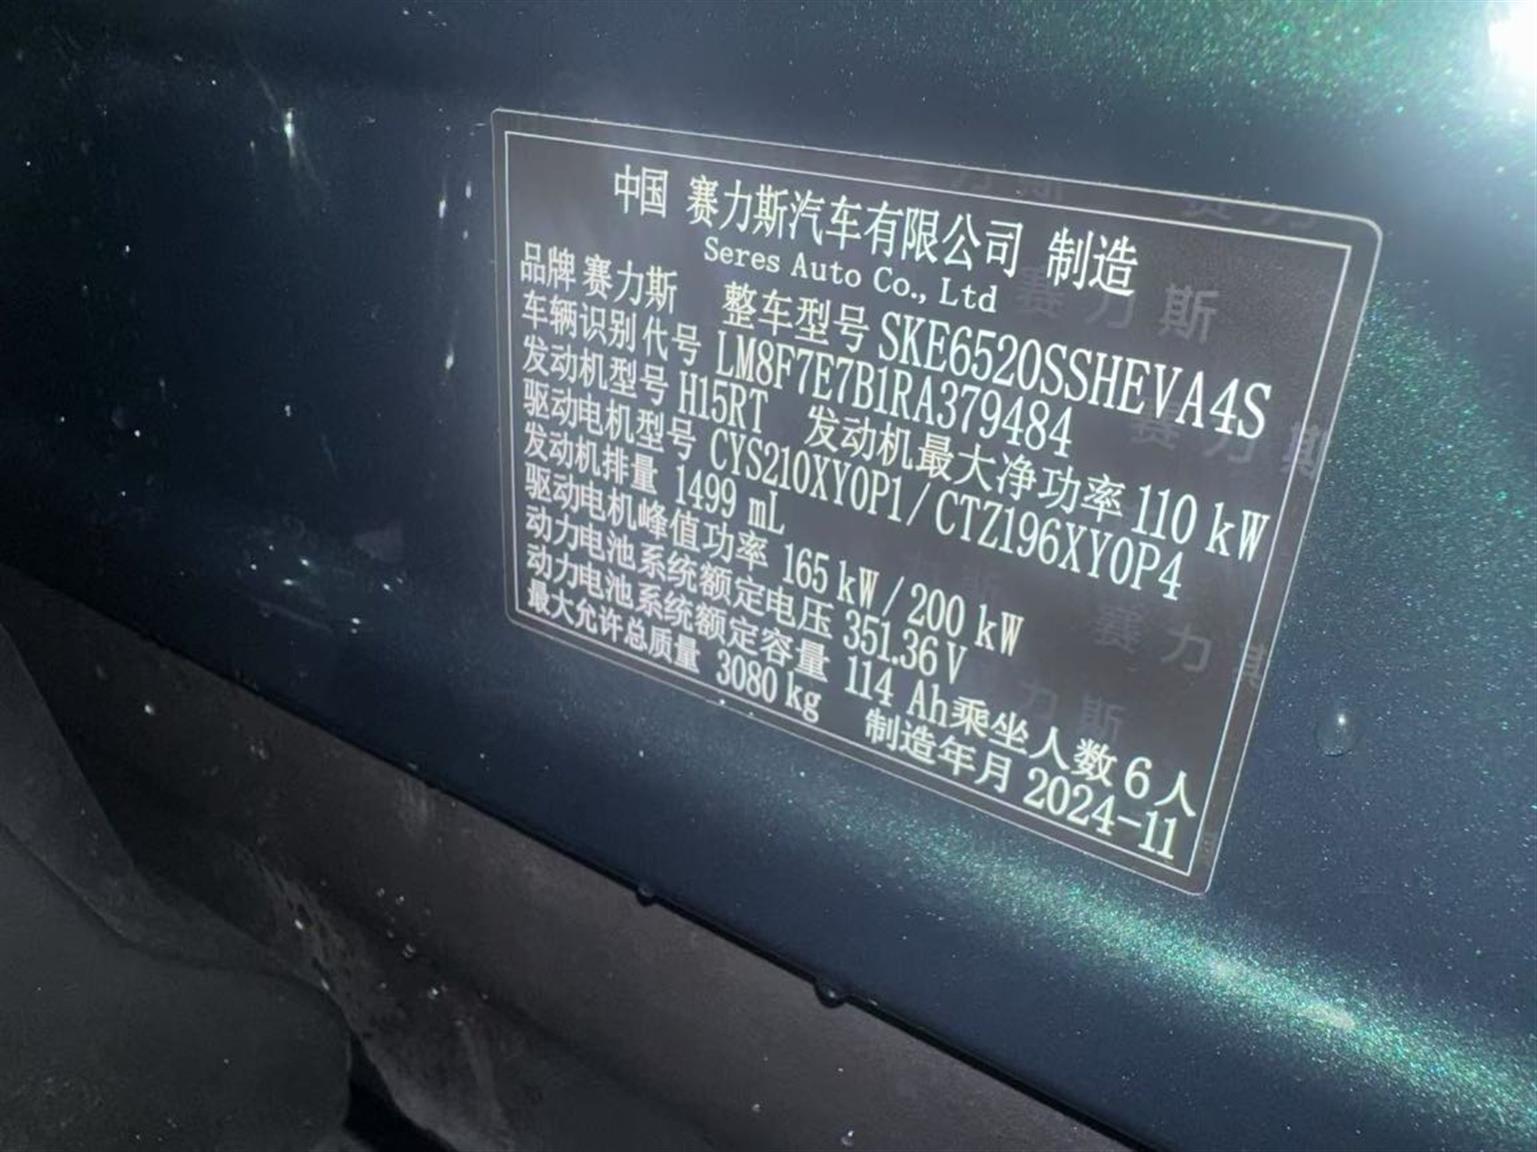 中国 赛力斯汽车有限公司 制造
Seres Auto Co., Ltd
品牌 赛力斯 整车型号 SKE6520SSHEVA4S
车辆识别代号 LM8F7E7B1RA379484
发动机型号 H15RT 发动机最大净功率 110 kW
驱动电机型号 CYS210XY0P1 / CTZ196XY0P4
发动机排量 1499 mL
驱动电机峰值功率 165 kW / 200 kW
动力电池系统额定电压 351.36 V
动力电池系统额定容量 114 Ah 乘坐人数 6 人
最大允许总质量 3080 kg 制造年月 2024-11